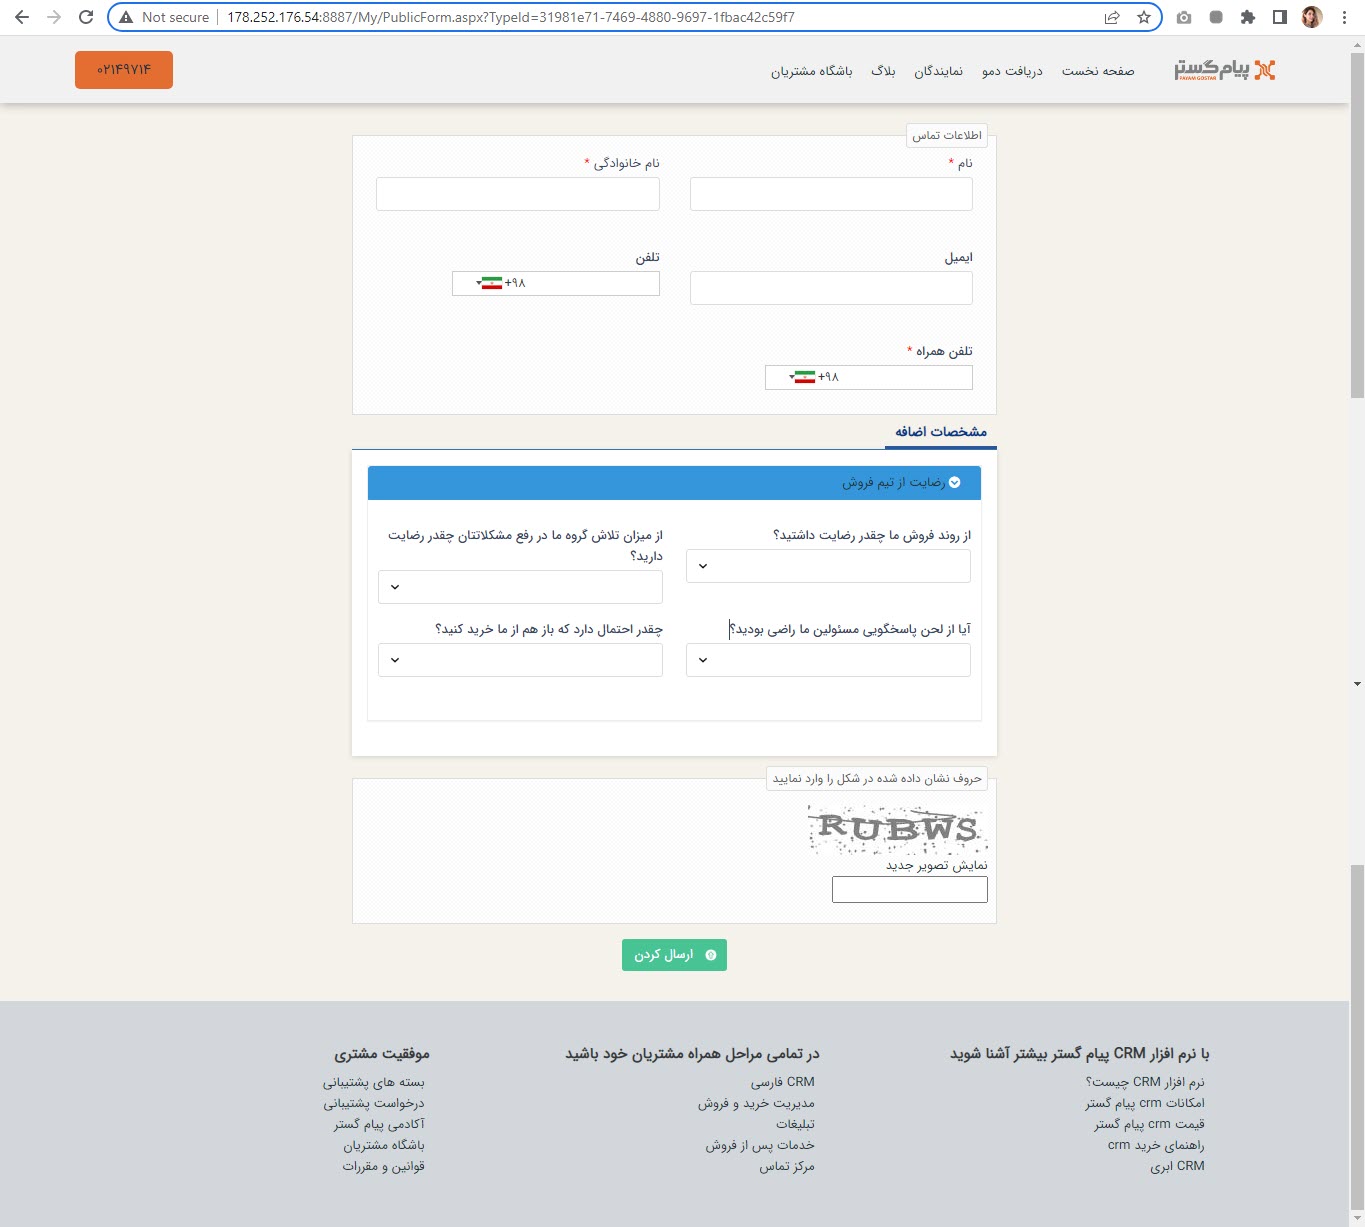 Not secure
178.252.176.54:8887/My/PublicForm.aspx?TypeId=31981e71-7469-4880-9697-1fbac42c59f7
پیام گستر
PAYAM GOSTAR
صفحه نخست
دریافت دمو
نمایندگان
بلاگ
باشگاه مشتریان
۰۲۱۴۹۷۱۴
اطلاعات تماس
نام *
نام خانوادگی *
ایمیل
تلفن
+۹۸
تلفن همراه *
+۹۸
مشخصات اضافه
رضایت از تیم فروش
از روند فروش ما چقدر رضایت داشتید؟
از میزان تلاش گروه ما در رفع مشکلاتتان چقدر رضایت
دارید؟
آیا از لحن پاسخگویی مسئولین ما راضی بودید؟
چقدر احتمال دارد که باز هم از ما خرید کنید؟
حروف نشان داده شده در شکل را وارد نمایید
RUBWS
نمایش تصویر جدید
ارسال کردن
با نرم افزار CRM پیام گستر بیشتر آشنا شوید
نرم افزار CRM چیست؟
امکانات crm پیام گستر
قیمت crm پیام گستر
راهنمای خرید crm
CRM ابری
در تمامی مراحل همراه مشتریان خود باشید
CRM فارسی
مدیریت خرید و فروش
تبلیغات
خدمات پس از فروش
مرکز تماس
موفقیت مشتری
بسته های پشتیبانی
درخواست پشتیبانی
آکادمی پیام گستر
باشگاه مشتریان
قوانین و مقررات